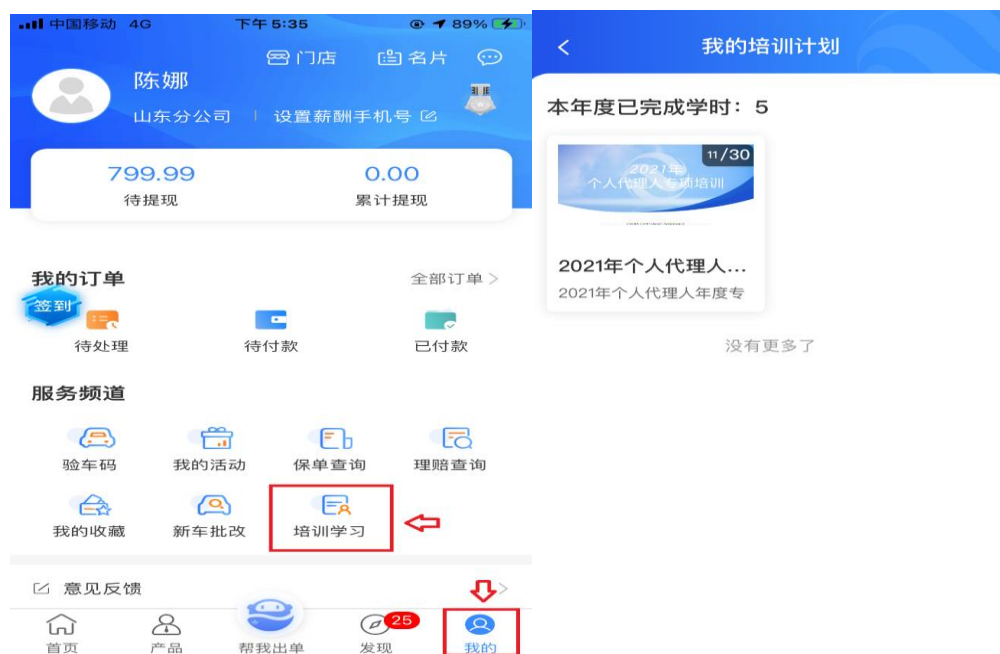 中国移动 4G 下午5:35 89%
门店 名片
陈娜
山东分公司 设置薪酬手机号
799.99 0.00
待提现 累计提现
我的订单 全部订单 >
签到
待处理 待付款 已付款
服务频道
验车码 我的活动 保单查询 理赔查询
我的收藏 新车批改 培训学习
意见反馈 >
25
首页 产品 帮我出单 发现 我的
< 我的培训计划
本年度已完成学时：5
11/30
2021年
个人代理人专项培训
2021年个人代理人...
2021年个人代理人年度专
没有更多了